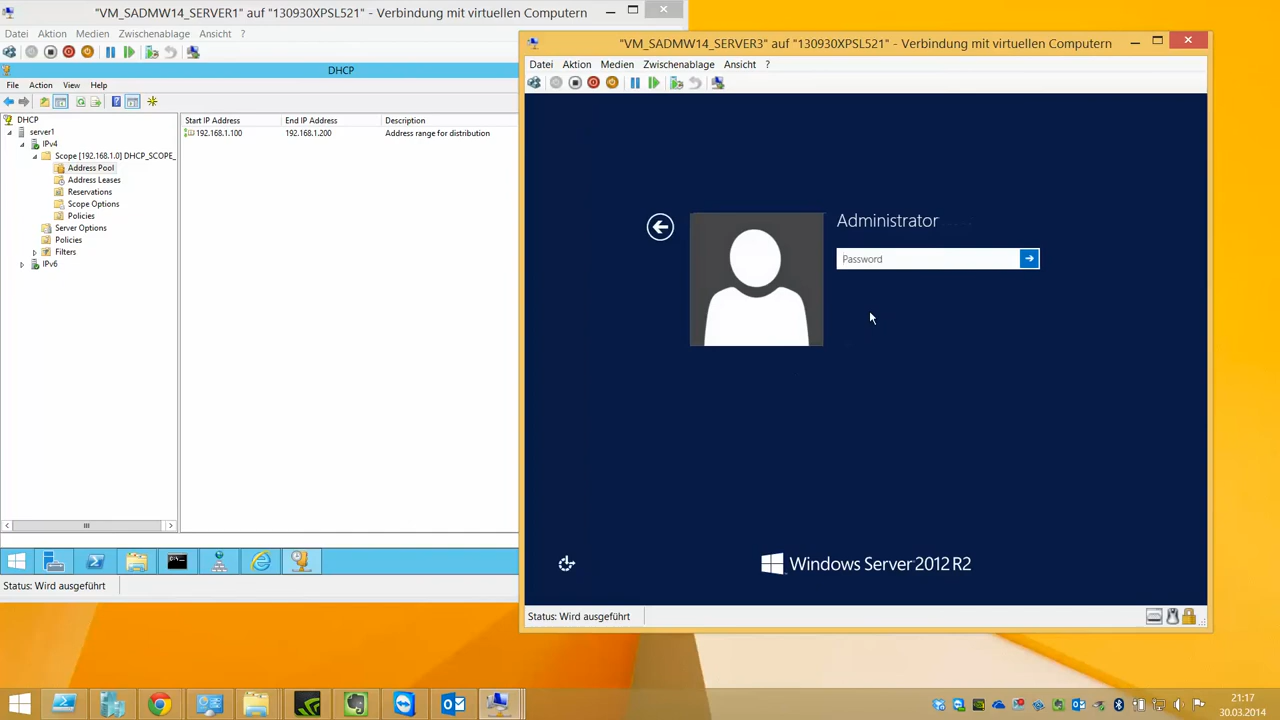 "VM_SADMW14_SERVER1" auf "130930XPSL521" - Verbindung mit virtuellen Computern
Datei Aktion Medien Zwischenablage Ansicht ?
DHCP
File Action View Help
DHCP
server1
IPv4
Scope [192.168.1.0] DHCP_SCOPE_
Address Pool
Address Leases
Reservations
Scope Options
Policies
Server Options
Policies
Filters
IPv6
Start IP Address End IP Address Description
192.168.1.100 192.168.1.200 Address range for distribution
Status: Wird ausgeführt
"VM_SADMW14_SERVER3" auf "130930XPSL521" - Verbindung mit virtuellen Computern
Datei Aktion Medien Zwischenablage Ansicht ?
Administrator
Password
Windows Server 2012 R2
Status: Wird ausgeführt
21:17
30.03.2014